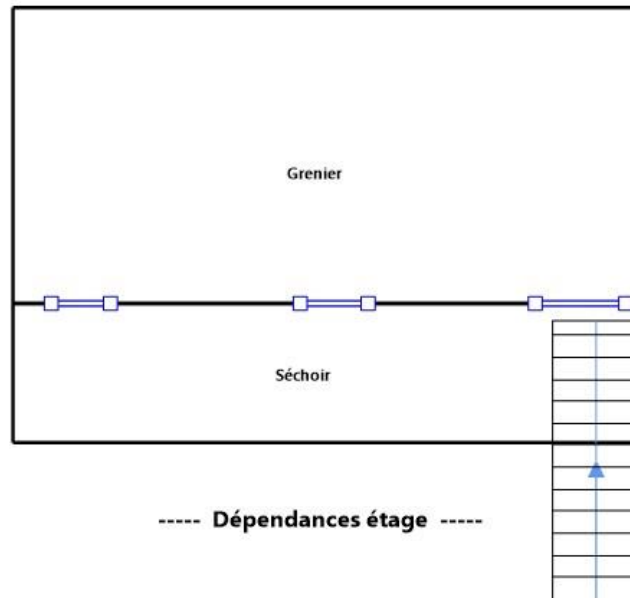 Grenier
Séchoir
----- Dépendances étage -----